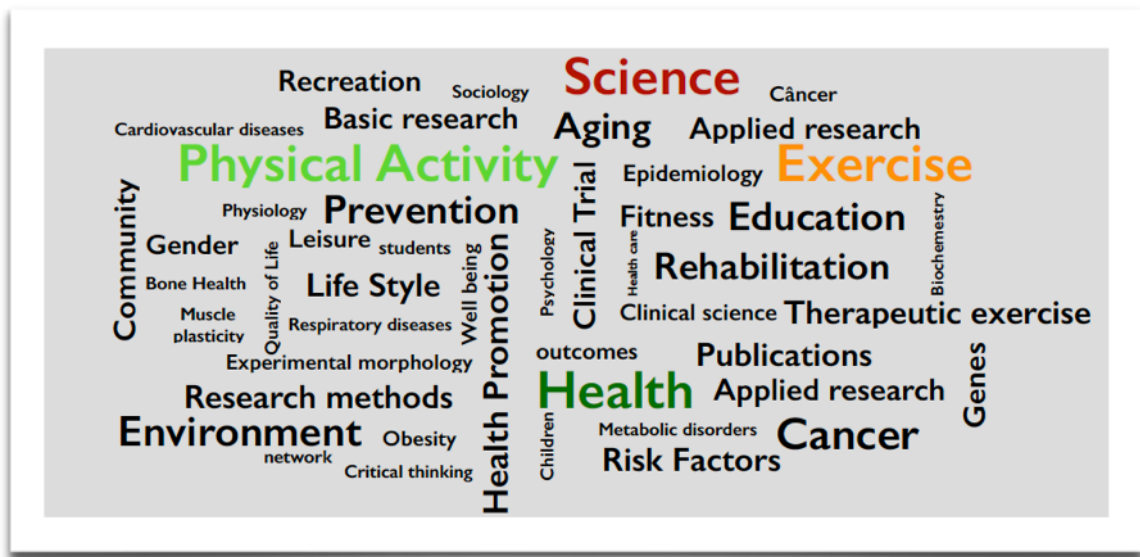 Recreation
Sociology
Science
Câncer
Cardiovascular diseases
Basic research
Aging
Applied research
Physical Activity
Clinical Trial
Epidemiology
Exercise
Community
Physiology
Prevention
Fitness
Education
Biochemestry
Gender
Quality of Life
Leisure
students
Well being
Health Promotion
Psychology
Health care
Rehabilitation
Bone Health
Life Style
Muscle
plasticity
Respiratory diseases
Clinical science
Therapeutic exercise
Experimental morphology
outcomes
Publications
Genes
Research methods
Health
Applied research
Environment
Obesity
Children
Metabolic disorders
Cancer
network
Critical thinking
Risk Factors